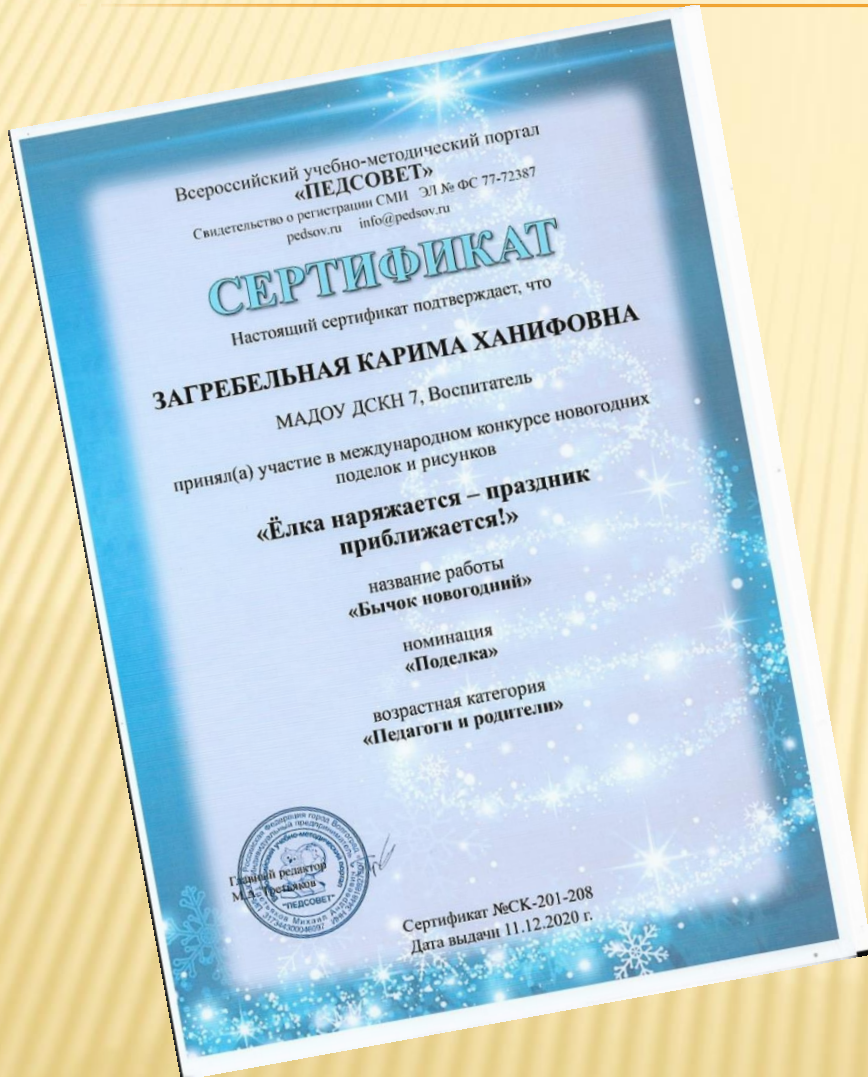 Всероссийский учебно-методический портал
«ПЕДСОВЕТ»
Свидетельство о регистрации СМИ ЭЛ № ФС 77-72387
pedsov.ru info@pedsov.ru
СЕРТИФИКАТ
Настоящий сертификат подтверждает, что
ЗАГРЕБЕЛЬНАЯ КАРИМА ХАНИФОВНА
МАДОУ ДСКН 7, Воспитатель
принял(а) участие в международном конкурсе новогодних
поделок и рисунков
«Ёлка наряжается – праздник
приближается!»
название работы
«Бычок новогодний»
номинация
«Поделка»
возрастная категория
«Педагоги и родители»
Главный редактор
М.А. Третьяков
"ПЕДСОВЕТ"
Сертификат №СК-201-208
Дата выдачи 11.12.2020 г.